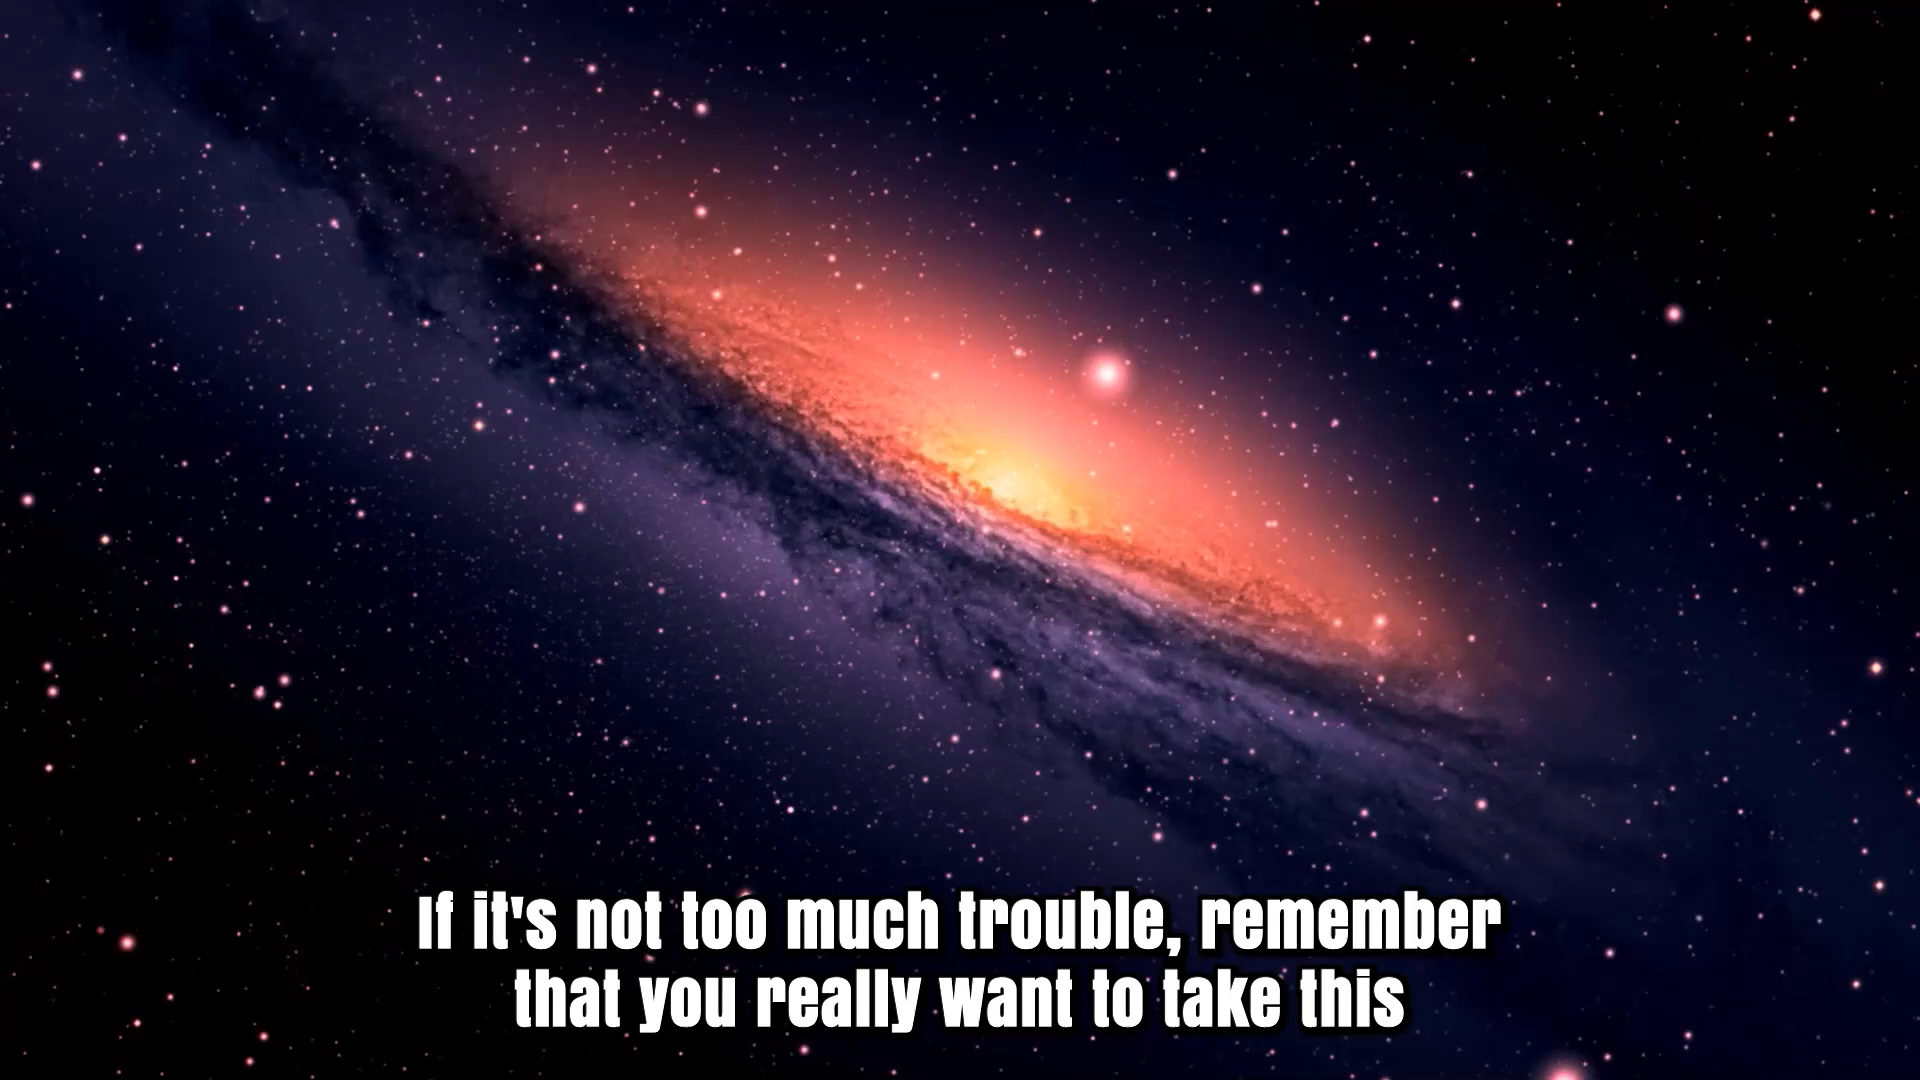 If it's not too much trouble, remember
that you really want to take this